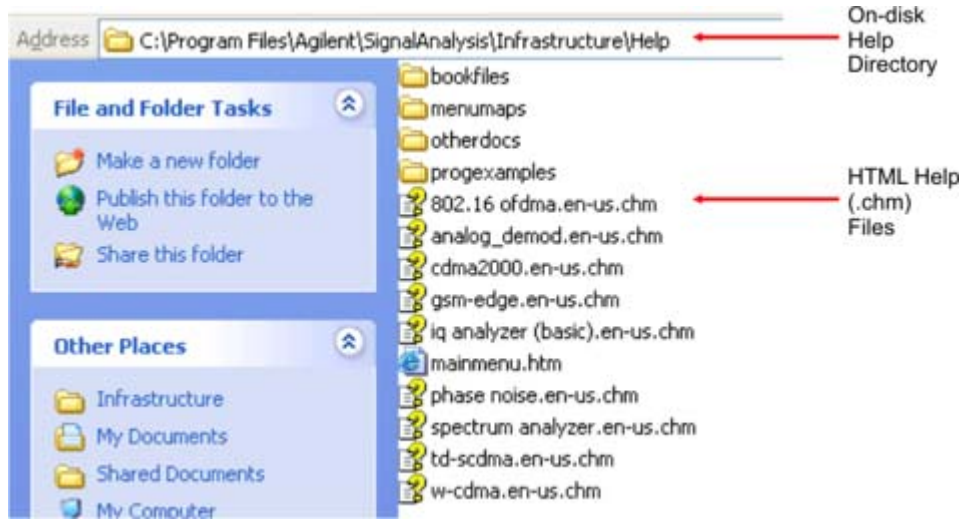 Address C:\Program Files\Agilent\SignalAnalysis\Infrastructure\Help
On-disk
Help
Directory
File and Folder Tasks
Make a new folder
Publish this folder to the
Web
Share this folder
Other Places
Infrastructure
My Documents
Shared Documents
My Computer
bookfiles
menumaps
otherdocs
progexamples
802.16 ofdma.en-us.chm
analog_demod.en-us.chm
cdma2000.en-us.chm
gsm-edge.en-us.chm
iq analyzer (basic).en-us.chm
mainmenu.htm
phase noise.en-us.chm
spectrum analyzer.en-us.chm
td-scdma.en-us.chm
w-cdma.en-us.chm
HTML Help
(.chm)
Files